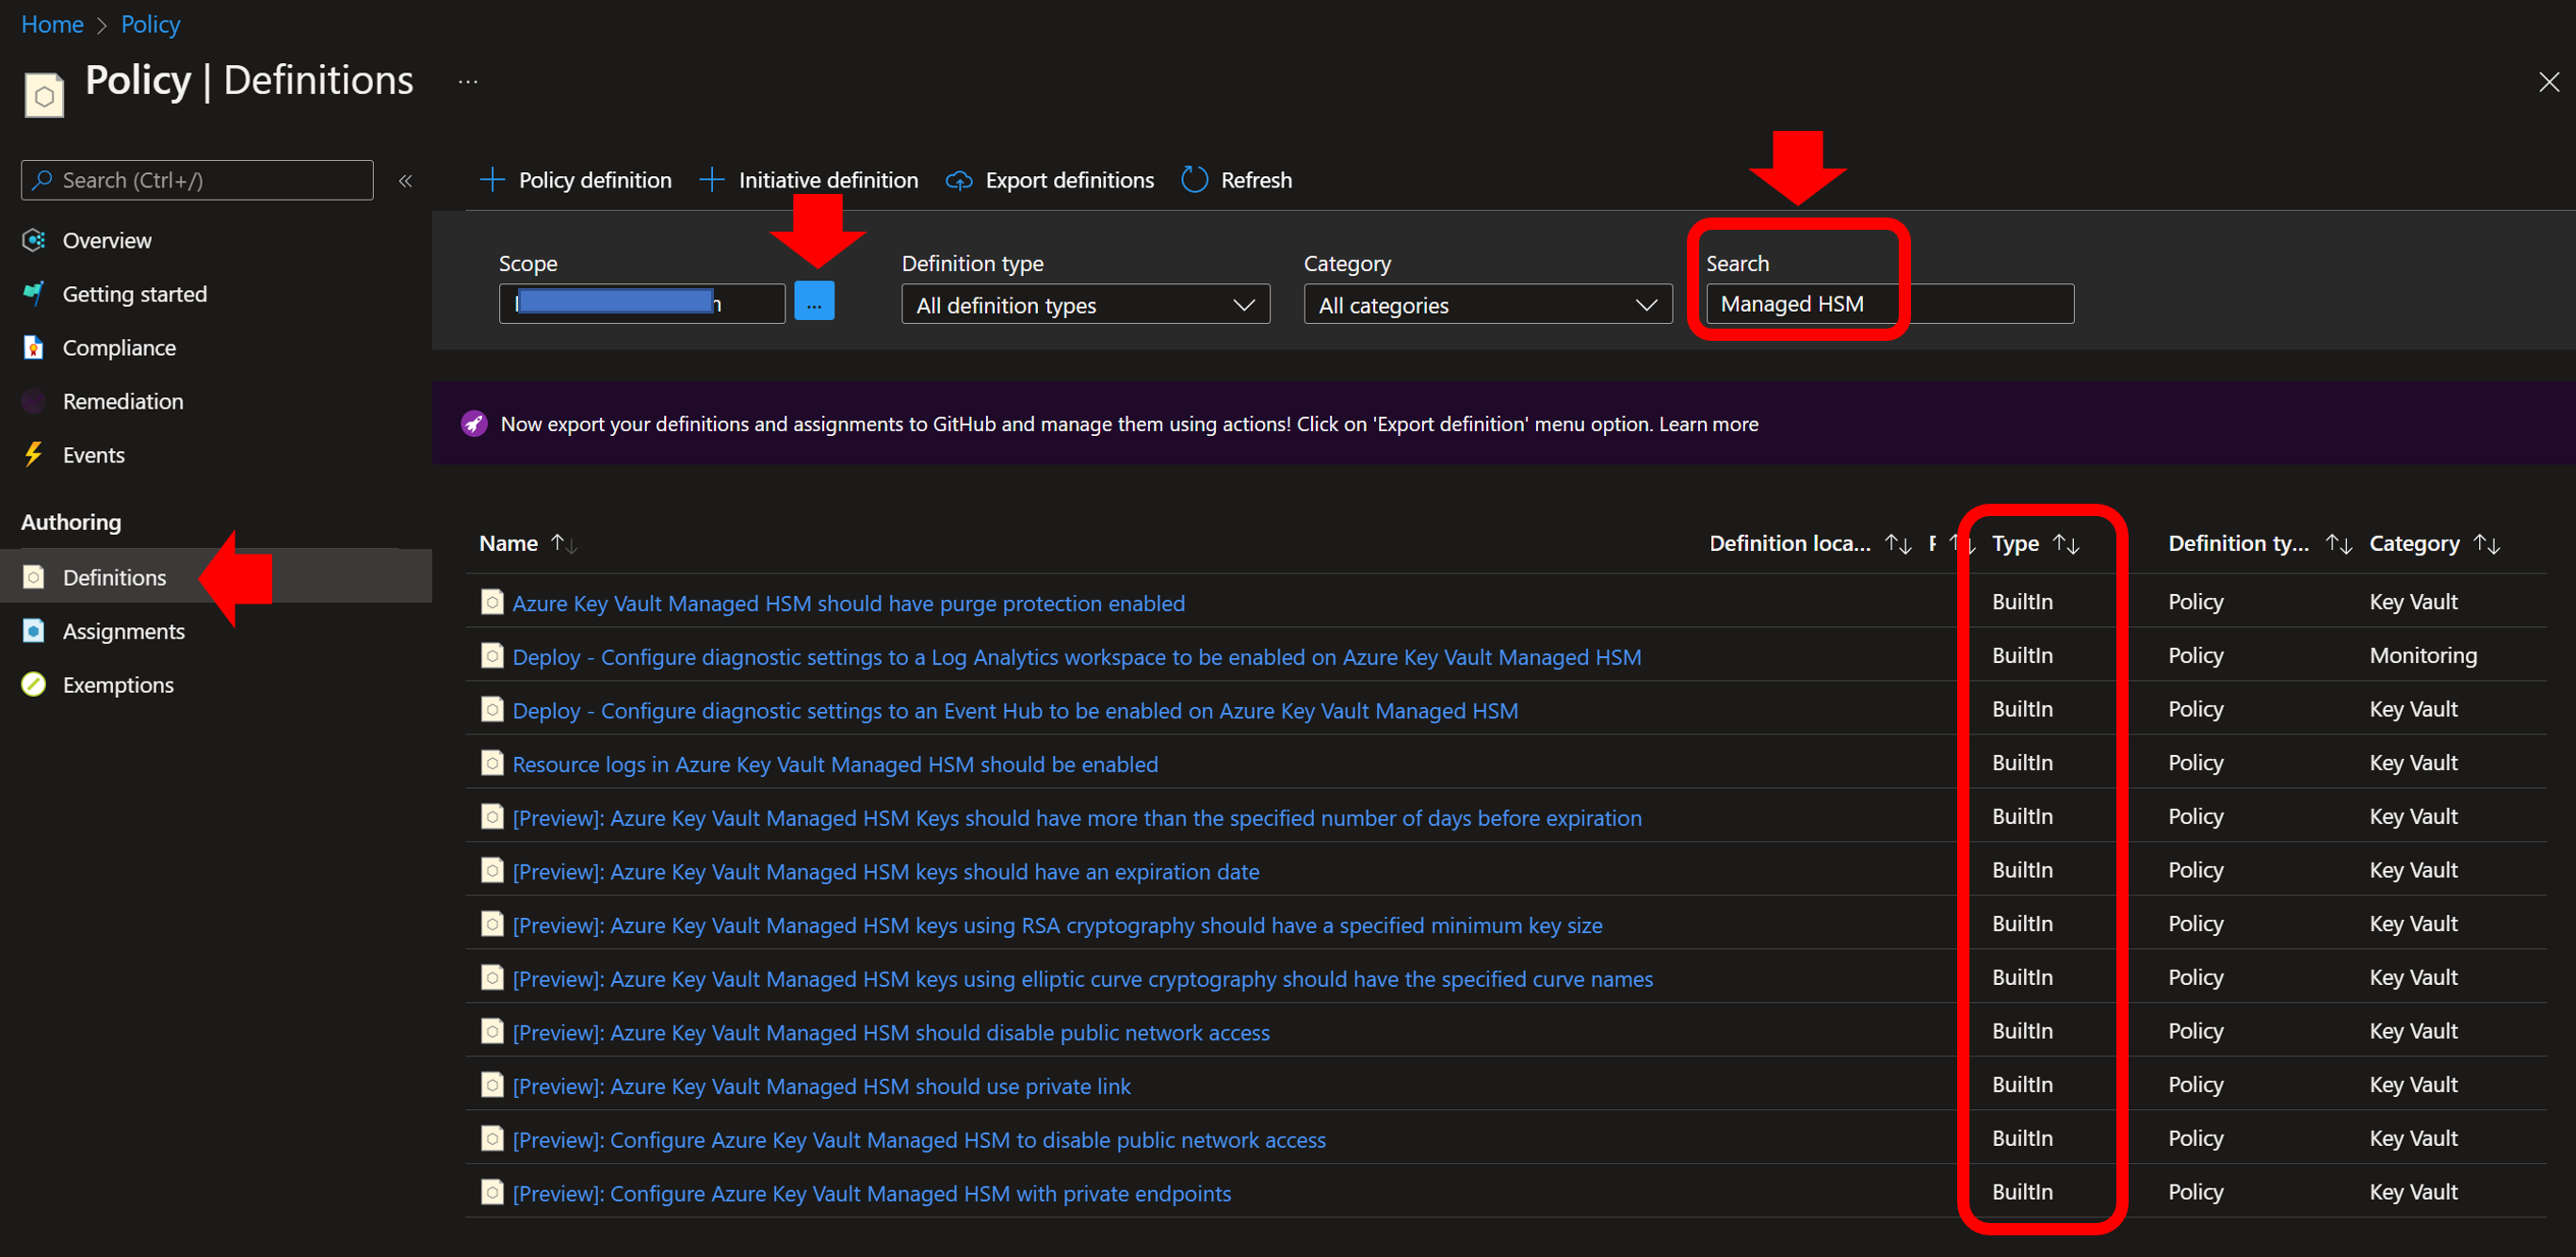 Home > Policy
Policy | Definitions ...
Search (Ctrl+/) «
Overview
Getting started
Compliance
Remediation
Events
Authoring
Definitions
Assignments
Exemptions
+ Policy definition + Initiative definition Export definitions Refresh
Scope
...
Definition type
All definition types
Category
All categories
Search
Managed HSM
Now export your definitions and assignments to GitHub and manage them using actions! Click on 'Export definition' menu option. Learn more
Name ↑↓ Definition loca... ↑↓ ↑↓ Type ↑↓ Definition ty... ↑↓ Category ↑↓
Azure Key Vault Managed HSM should have purge protection enabled BuiltIn Policy Key Vault
Deploy - Configure diagnostic settings to a Log Analytics workspace to be enabled on Azure Key Vault Managed HSM BuiltIn Policy Monitoring
Deploy - Configure diagnostic settings to an Event Hub to be enabled on Azure Key Vault Managed HSM BuiltIn Policy Key Vault
Resource logs in Azure Key Vault Managed HSM should be enabled BuiltIn Policy Key Vault
[Preview]: Azure Key Vault Managed HSM Keys should have more than the specified number of days before expiration BuiltIn Policy Key Vault
[Preview]: Azure Key Vault Managed HSM keys should have an expiration date BuiltIn Policy Key Vault
[Preview]: Azure Key Vault Managed HSM keys using RSA cryptography should have a specified minimum key size BuiltIn Policy Key Vault
[Preview]: Azure Key Vault Managed HSM keys using elliptic curve cryptography should have the specified curve names BuiltIn Policy Key Vault
[Preview]: Azure Key Vault Managed HSM should disable public network access BuiltIn Policy Key Vault
[Preview]: Azure Key Vault Managed HSM should use private link BuiltIn Policy Key Vault
[Preview]: Configure Azure Key Vault Managed HSM to disable public network access BuiltIn Policy Key Vault
[Preview]: Configure Azure Key Vault Managed HSM with private endpoints BuiltIn Policy Key Vault